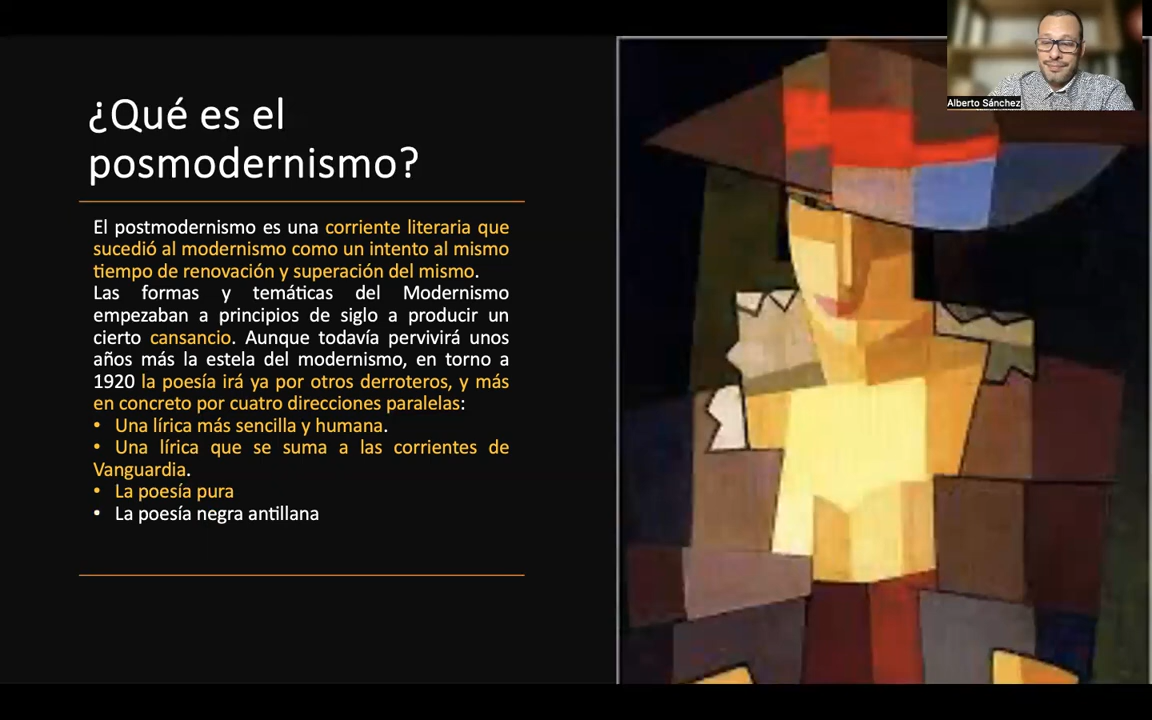 ¿Qué es el
posmodernismo?
El postmodernismo es una corriente literaria que
sucedió al modernismo como un intento al mismo
tiempo de renovación y superación del mismo.
Las formas y temáticas del Modernismo
empezaban a principios de siglo a producir un
cierto cansancio. Aunque todavía pervivirá unos
años más la estela del modernismo, en torno a
1920 la poesía irá ya por otros derroteros, y más
en concreto por cuatro direcciones paralelas:
• Una lírica más sencilla y humana.
• Una lírica que se suma a las corrientes de
Vanguardia.
• La poesía pura
• La poesía negra antillana
Alberto Sánchez